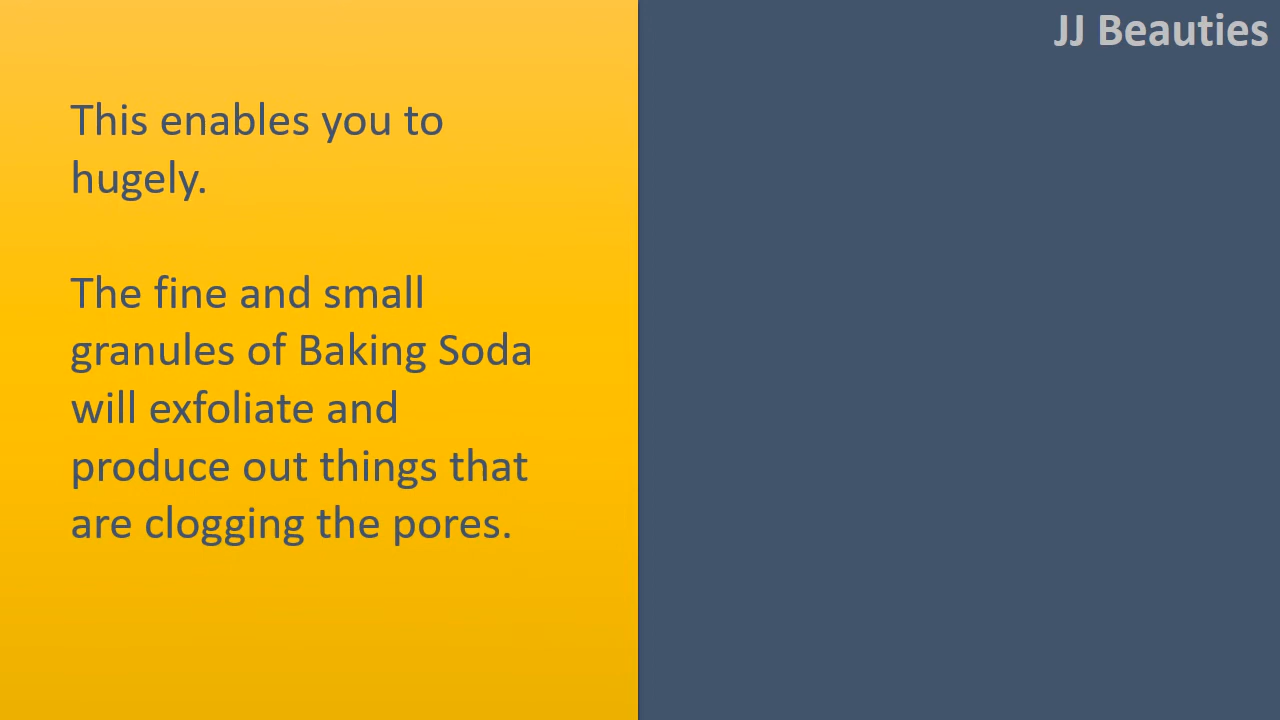 JJ Beauties
This enables you to
hugely.
The fine and small
granules of Baking Soda
will exfoliate and
produce out things that
are clogging the pores.